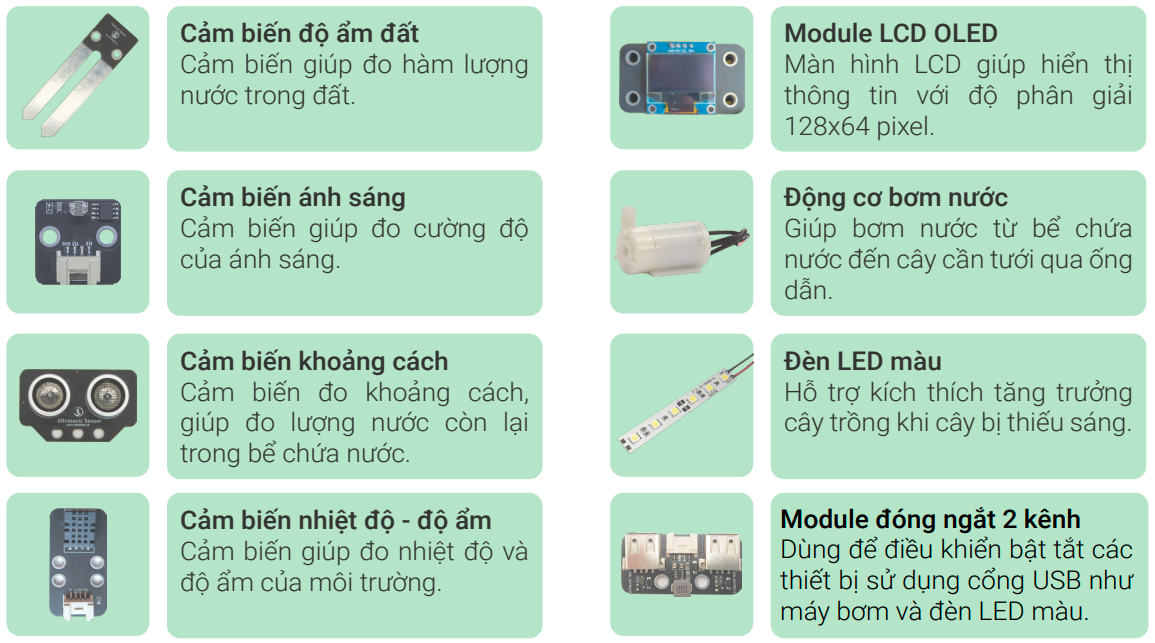 Cảm biến độ ẩm đất
Cảm biến giúp đo hàm lượng
nước trong đất.
Module LCD OLED
Màn hình LCD giúp hiển thị
thông tin với độ phân giải
128x64 pixel.
Cảm biến ánh sáng
Cảm biến giúp đo cường độ
của ánh sáng.
Động cơ bơm nước
Giúp bơm nước từ bể chứa
nước đến cây cần tưới qua ống
dẫn.
Cảm biến khoảng cách
Cảm biến đo khoảng cách,
giúp đo lượng nước còn lại
trong bể chứa nước.
Ultrasonic Sensor
Đèn LED màu
Hỗ trợ kích thích tăng trưởng
cây trồng khi cây bị thiếu sáng.
Cảm biến nhiệt độ - độ ẩm
Cảm biến giúp đo nhiệt độ và
độ ẩm của môi trường.
Module đóng ngắt 2 kênh
Dùng để điều khiển bật tắt các
thiết bị sử dụng cổng USB như
máy bơm và đèn LED màu.